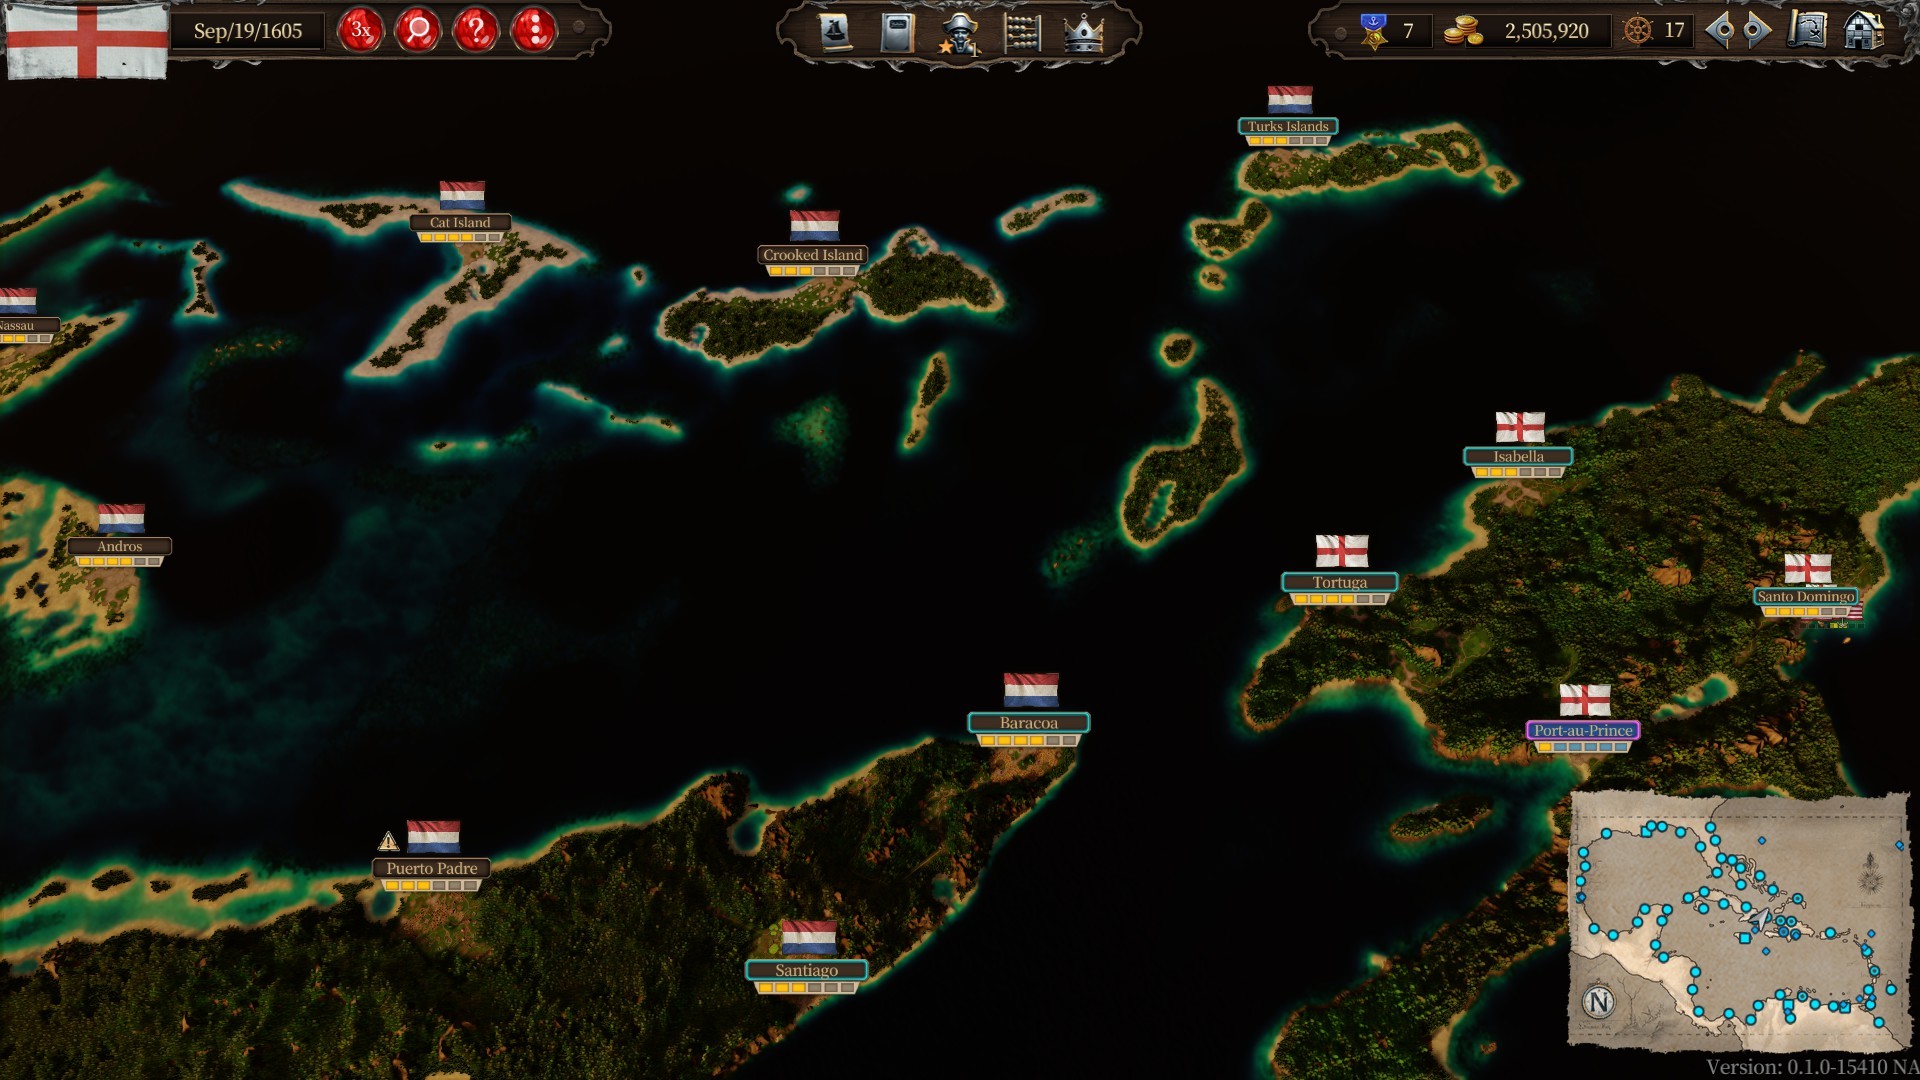 Sep/19/1605
3x
?
1
7
2,505,920
17
Turks Islands
Cat Island
Crooked Island
Nassau
Isabella
Andros
Tortuga
Santo Domingo
Baracoa
Port-au-Prince
Puerto Padre
Santiago
N
Version: 0.1.0-15410 NA